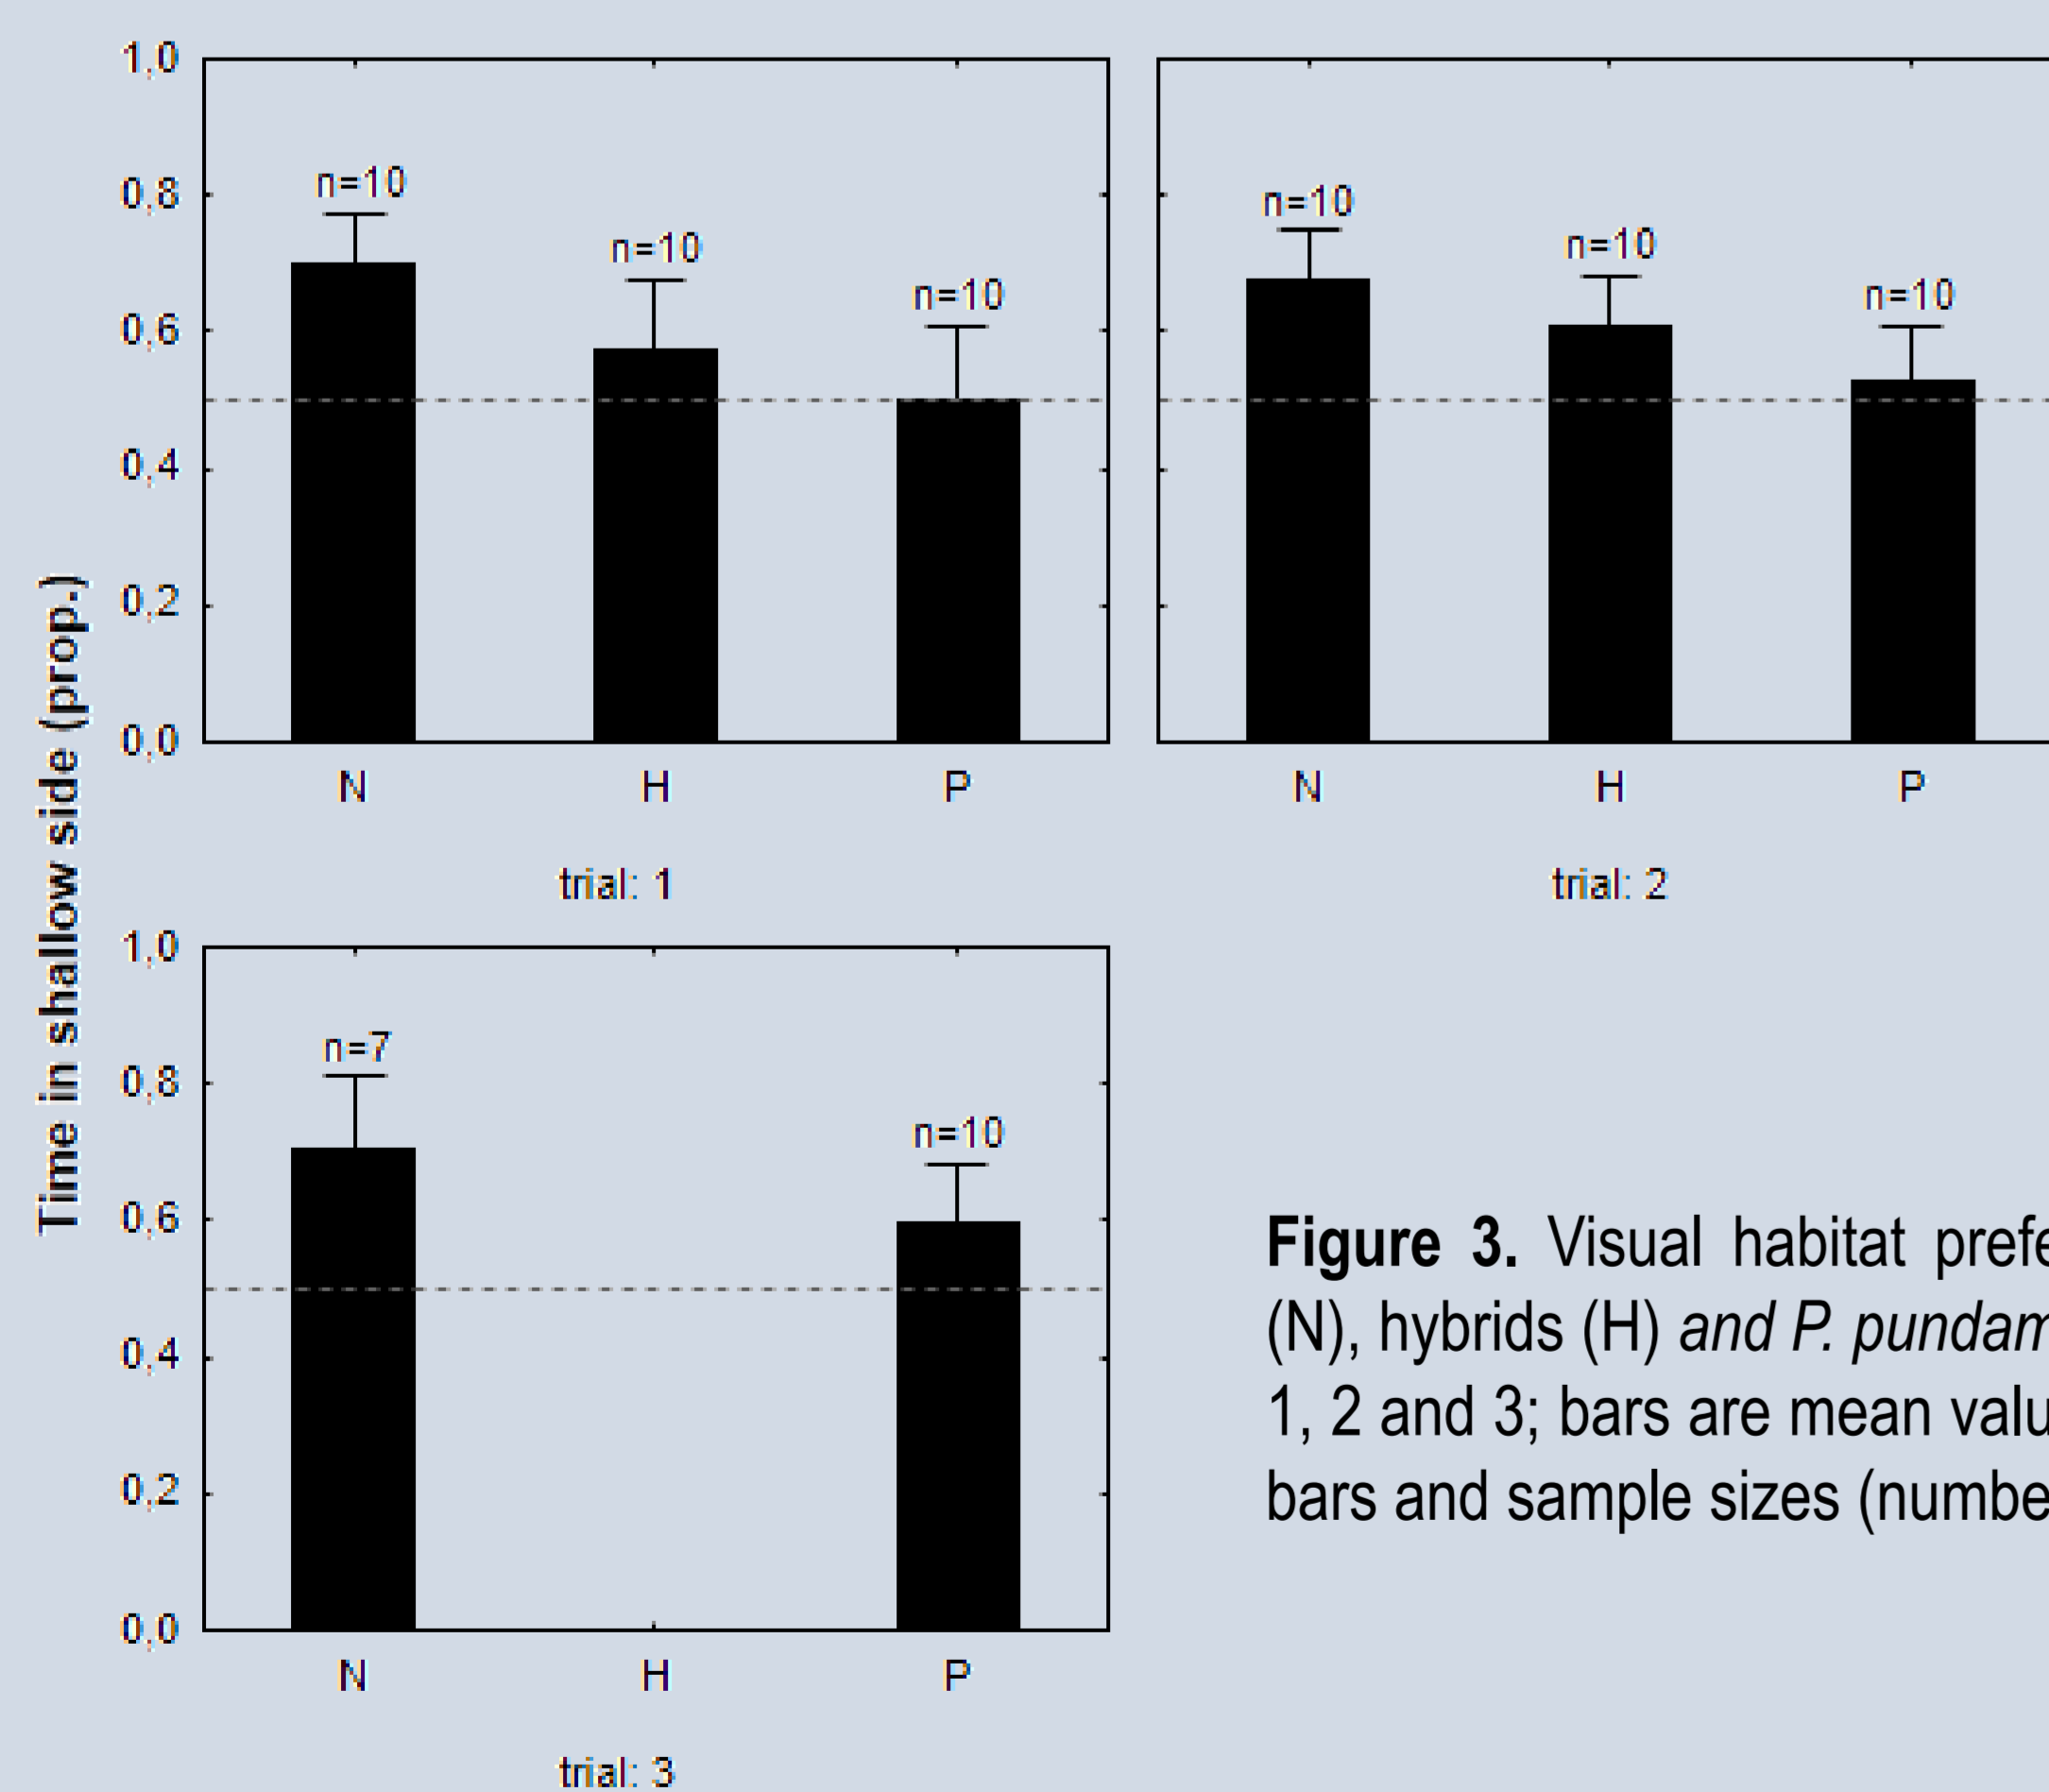 Time in shallow side (prop.)
1,0
0,8
0,6
0,4
0,2
0,0
n=10
n=10
n=10
N H P
trial: 1
n=10
n=10
n=10
N H P
trial: 2
1,0
0,8
0,6
0,4
0,2
0,0
n=7
n=10
N H P
trial: 3
Figure 3. Visual habitat prefe
(N), hybrids (H) and P. pundam
1, 2 and 3; bars are mean valu
bars and sample sizes (numbe